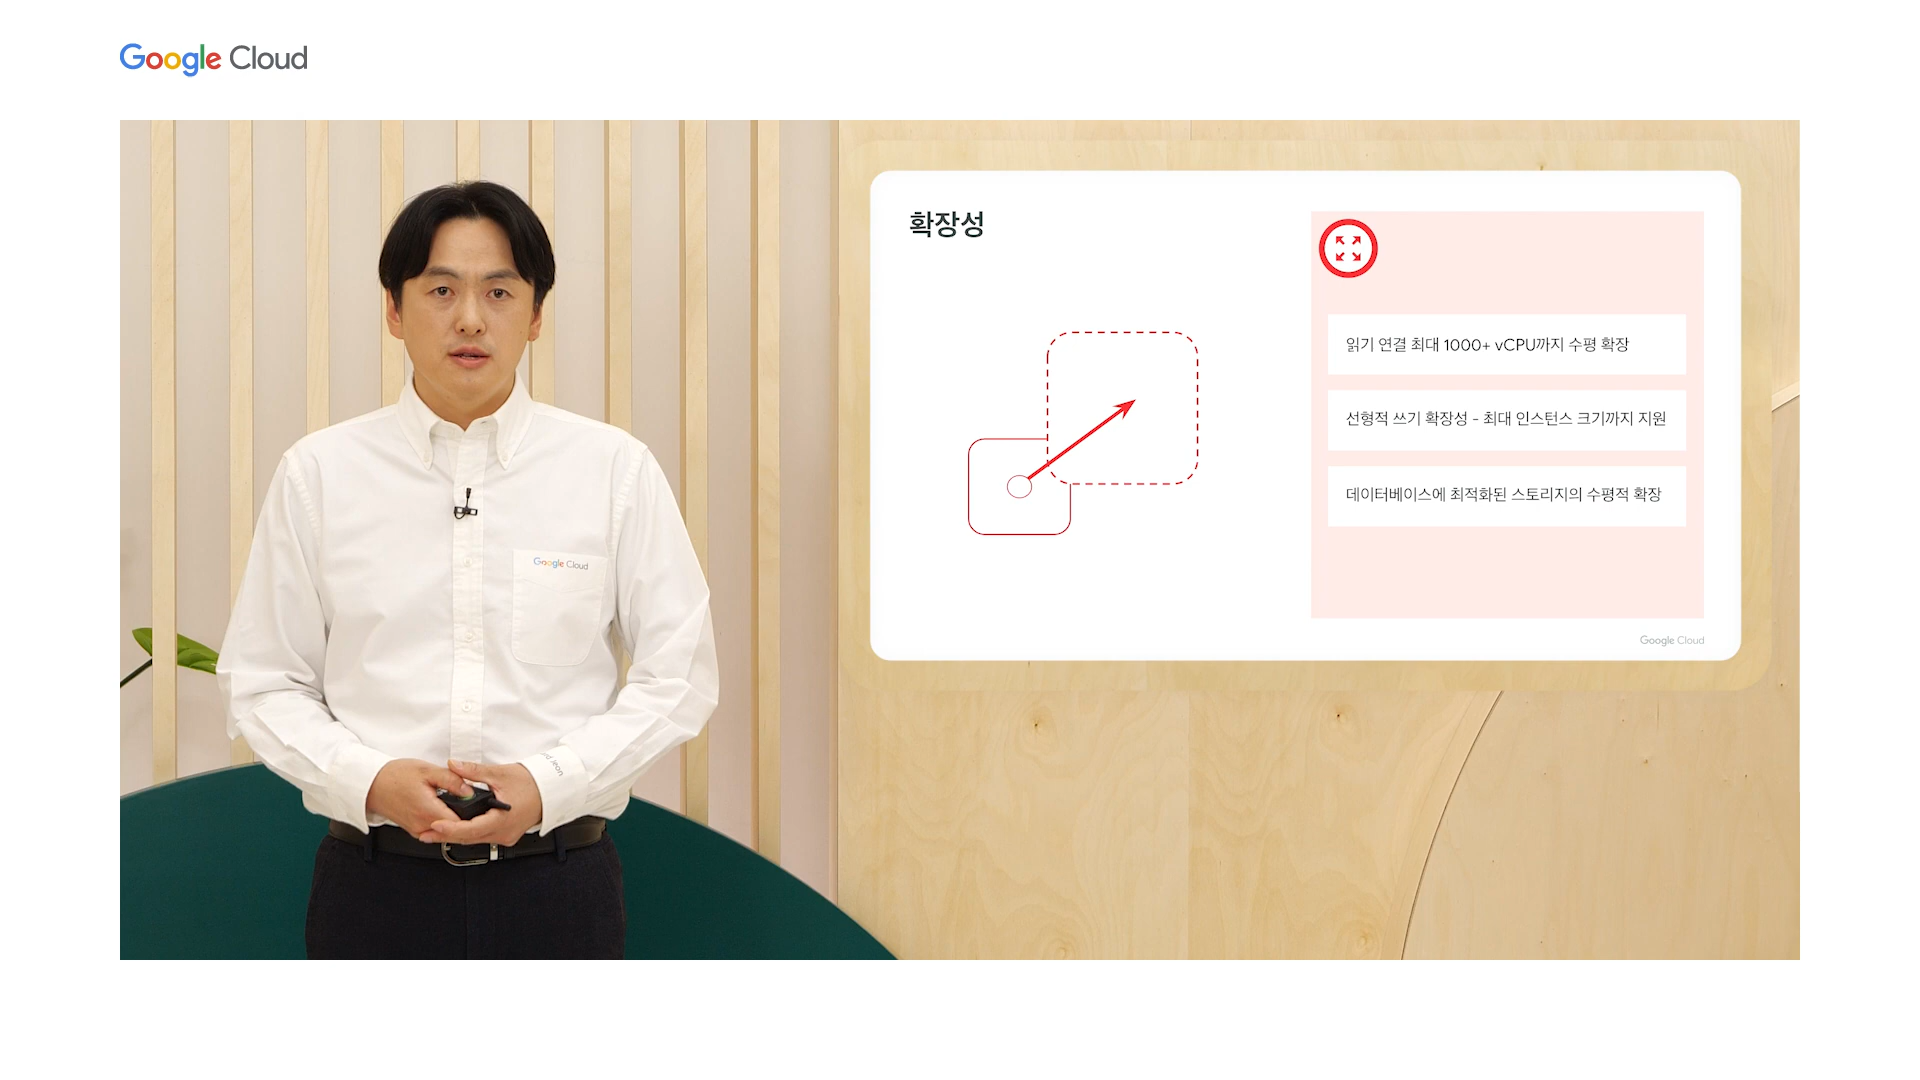 Google Cloud
확장성
읽기 연결 최대 1000+ vCPU까지 수평 확장
선형적 쓰기 확장성 - 최대 인스턴스 크기까지 지원
데이터베이스에 최적화된 스토리지의 수평적 확장
Google Cloud
Google Cloud
Jeon